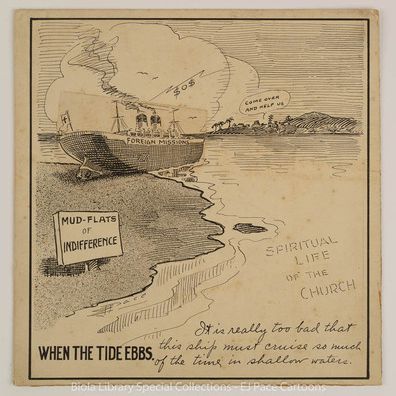 $O$
COME OVER
AND HELP US
FOREIGN MISSIONS
MUD-FLATS
OF
INDIFFERENCE
SPIRITUAL
LIFE
OF THE
CHURCH
It is really too bad that
this ship must cruise so much
of the time, in shallow waters.
WHEN THE TIDE EBBS.
Biola Library Special Collections - EJ Pace Cartoons